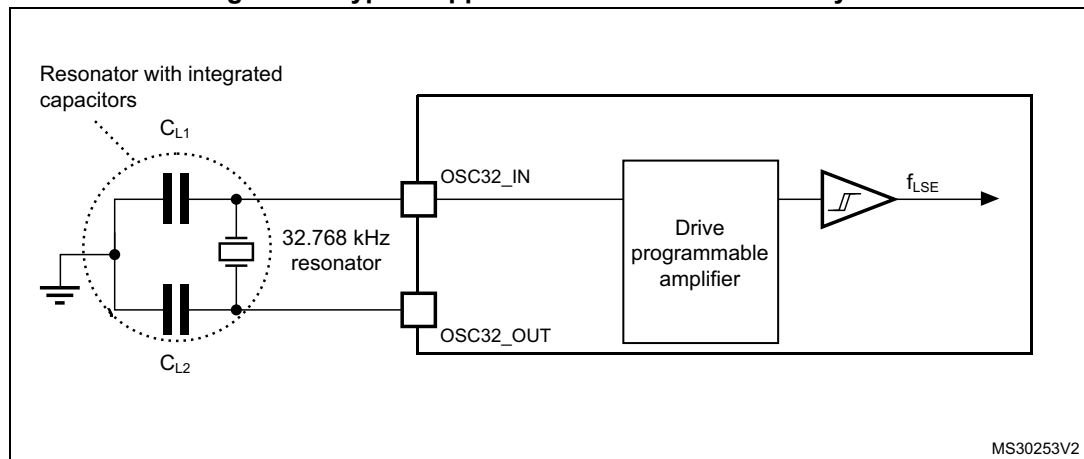 Resonator with integrated
capacitors
CL1
OSC32_IN
fLSE
32.768 kHz
resonator
Drive
programmable
amplifier
OSC32_OUT
CL2
MS30253V2